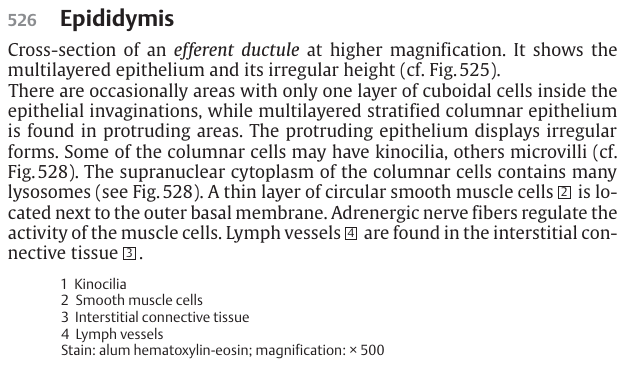 526 Epididymis
Cross-section of an efferent ductule at higher magnification. It shows the
multilayered epithelium and its irregular height (cf. Fig. 525).
There are occasionally areas with only one layer of cuboidal cells inside the
epithelial invaginations, while multilayered stratified columnar epithelium
is found in protruding areas. The protruding epithelium displays irregular
forms. Some of the columnar cells may have kinocilia, others microvilli (cf.
Fig. 528). The supranuclear cytoplasm of the columnar cells contains many
lysosomes (see Fig. 528). A thin layer of circular smooth muscle cells 2 is lo-
cated next to the outer basal membrane. Adrenergic nerve fibers regulate the
activity of the muscle cells. Lymph vessels 4 are found in the interstitial con-
nective tissue 3.
1 Kinocilia
2 Smooth muscle cells
3 Interstitial connective tissue
4 Lymph vessels
Stain: alum hematoxylin-eosin; magnification: × 500